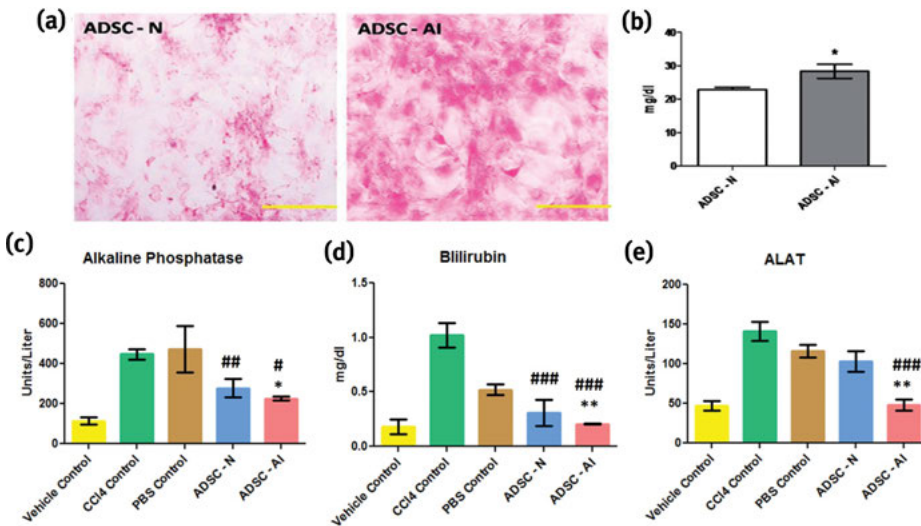 (a)
ADSC - N
ADSC - AI
(b)
mg/dl
40
30
20
10
0
*
ADSC - N
ADSC - AI
(c)
Alkaline Phosphatase
Units/Liter
800
600
400
200
0
##
#
*
Vehicle Control
CCl4 Control
PBS Control
ADSC - N
ADSC - AI
(d)
Blilirubin
mg/dl
1.5
1.0
0.5
0.0
###
###
**
Vehicle Control
CCl4 Control
PBS Control
ADSC - N
ADSC - AI
(e)
ALAT
Units/Liter
200
150
100
50
0
###
**
Vehicle Control
CCl4 Control
PBS Control
ADSC - N
ADSC - AI